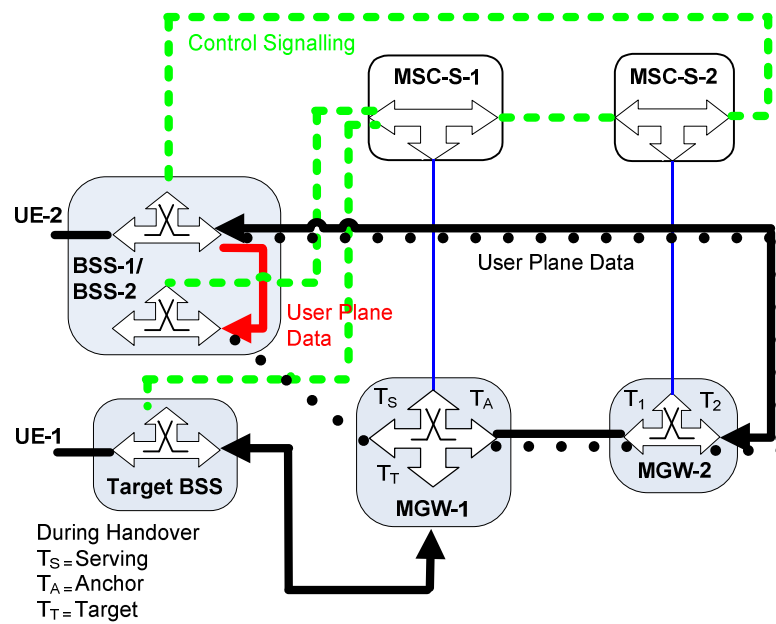 Control Signalling
MSC-S-1
MSC-S-2
UE-2
BSS-1/
BSS-2
User Plane Data
User Plane
Data
TS
TA
T1
T2
TT
UE-1
Target BSS
MGW-1
MGW-2
During Handover
TS = Serving
TA = Anchor
TT = Target